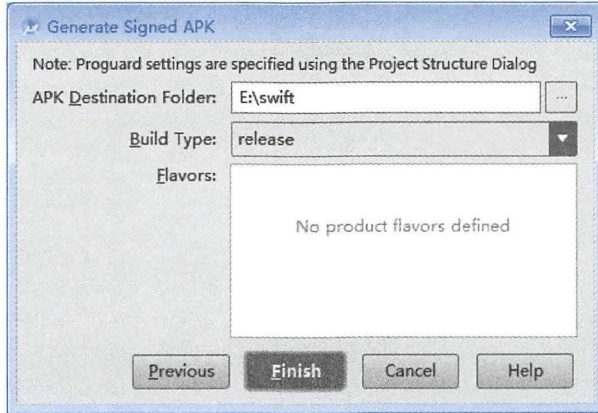 Generate Signed APK
Note: Proguard settings are specified using the Project Structure Dialog
APK Destination Folder: E:\swift ...
Build Type: release
Flavors:
No product flavors defined
Previous Finish Cancel Help